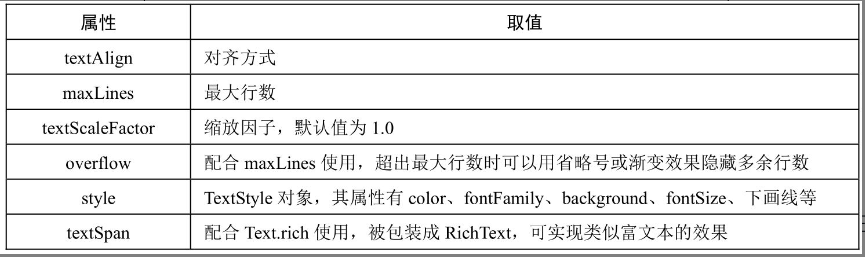 属性 取值
textAlign 对齐方式
maxLines 最大行数
textScaleFactor 缩放因子，默认值为 1.0
overflow 配合 maxLines 使用，超出最大行数时可以用省略号或渐变效果隐藏多余行数
style TextStyle 对象，其属性有 color、fontFamily、background、fontSize、下画线等
textSpan 配合 Text.rich 使用，被包装成 RichText，可实现类似富文本的效果